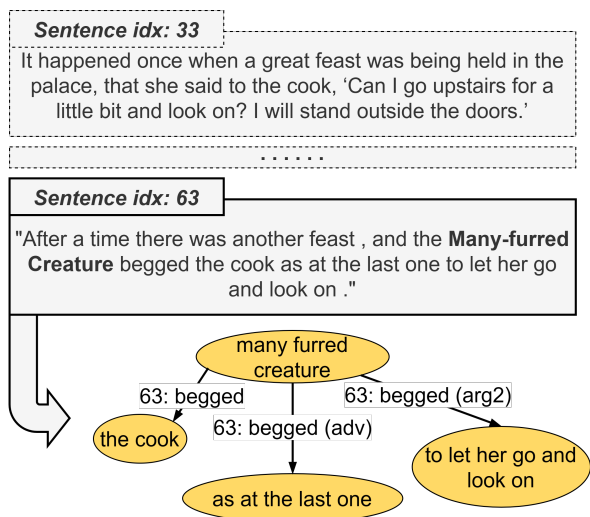 Sentence idx: 33
It happened once when a great feast was being held in the
palace, that she said to the cook, ‘Can I go upstairs for a
little bit and look on? I will stand outside the doors.’
......
Sentence idx: 63
"After a time there was another feast , and the Many-furred
Creature begged the cook as at the last one to let her go
and look on ."
many furred
creature
63: begged
63: begged (arg2)
the cook
63: begged (adv)
to let her go and
look on
as at the last one